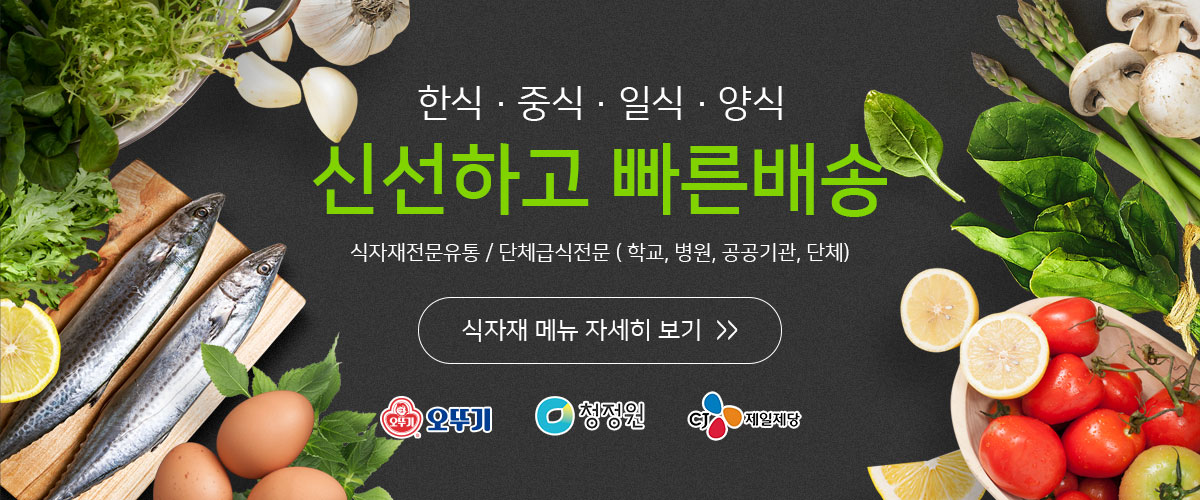 한식 · 중식 · 일식 · 양식
신선하고 빠른배송
식자재전문유통 / 단체급식전문 ( 학교, 병원, 공공기관, 단체)
식자재 메뉴 자세히 보기 >>
오뚜기 오뚜기
청정원
CJ 제일제당